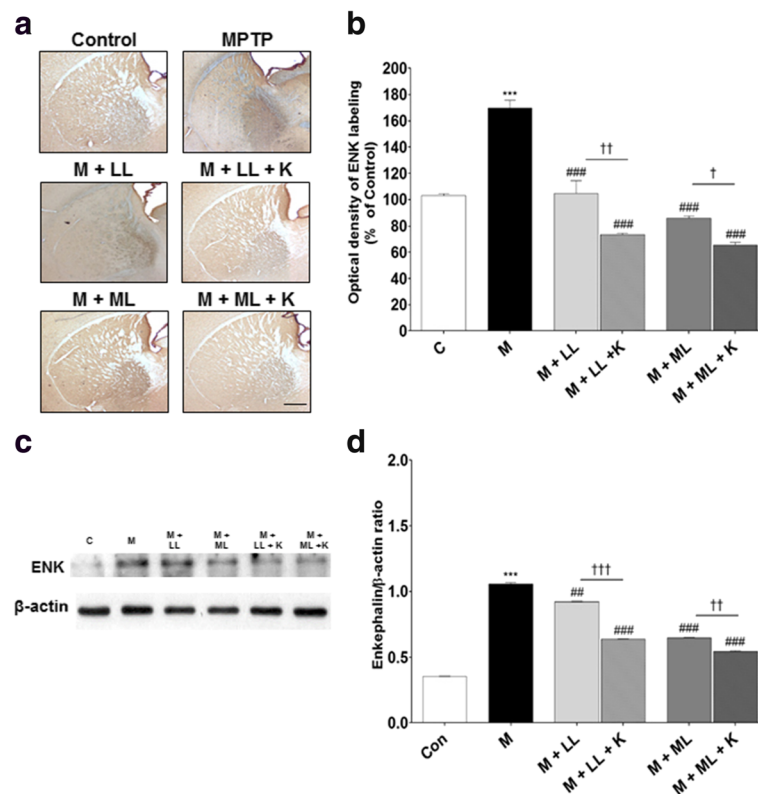 a
Control MPTP
M + LL M + LL + K
M + ML M + ML + K
b
Optical density of ENK labeling
(% of Control)
200
180
160
140
120
100
80
60
40
20
0
***
###
††
###
###
†
###
C
M
M + LL
M + LL +K
M +ML
M + ML + K
c
C M M + LL M + ML M + LL + K M + ML +K
ENK
β-actin
d
Enkephalin/β-actin ratio
2.0
1.5
1.0
0.5
0.0
***
##
†††
###
###
††
###
Con
M
M + LL
M + LL + K
M + ML
M + ML + K